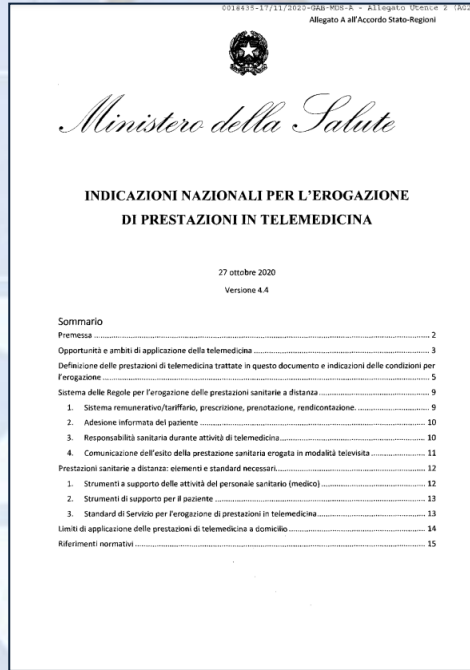 0018435-17/11/2020-GAB-MDS-A - Allegato Utente 2 (A02
Allegato A all'Accordo Stato-Regioni
Ministero della Salute
INDICAZIONI NAZIONALI PER L'EROGAZIONE
DI PRESTAZIONI IN TELEMEDICINA
27 ottobre 2020
Versione 4.4
Sommario
Premessa ........ 2
Opportunità e ambiti di applicazione della telemedicina ........ 3
Definizione delle prestazioni di telemedicina trattate in questo documento e indicazioni delle condizioni per
l'erogazione ........ 5
Sistema delle Regole per l'erogazione delle prestazioni sanitarie a distanza ........ 9
1. Sistema remunerativo/tariffario, prescrizione, prenotazione, rendicontazione. ........ 9
2. Adesione informata del paziente ........ 10
3. Responsabilità sanitaria durante attività di telemedicina ........ 10
4. Comunicazione dell'esito della prestazione sanitaria erogata in modalità televisita ........ 11
Prestazioni sanitarie a distanza: elementi e standard necessari ........ 12
1. Strumenti a supporto delle attività del personale sanitario (medico) ........ 12
2. Strumenti di supporto per il paziente ........ 13
3. Standard di Servizio per l'erogazione di prestazioni in telemedicina ........ 13
Limiti di applicazione delle prestazioni di telemedicina a domicilio ........ 14
Riferimenti normativi ........ 15